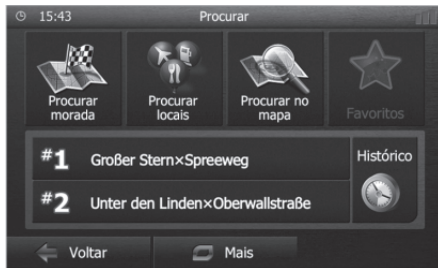 15:43 Procurar
Procurar morada
Procurar locais
Procurar no mapa
Favoritos
#1 Großer Stern×Spreeweg
#2 Unter den Linden×Oberwallstraße
Histórico
Voltar
Mais